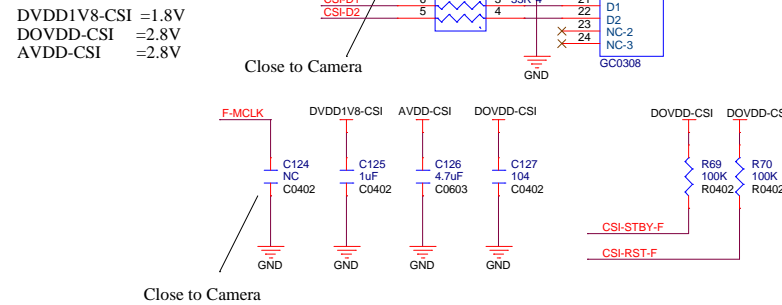 DVDD1V8-CSI =1.8V
DOVDD-CSI =2.8V
AVDD-CSI =2.8V
CSI-D2
5
4
21
22
23
24
D1
D2
NC-2
NC-3
GC0308
GND
Close to Camera
F-MCLK
DVDD1V8-CSI
AVDD-CSI
DOVDD-CSI
DOVDD-CSI
C124
NC
C0402
C125
1uF
C0402
C126
4.7uF
C0603
C127
104
C0402
R69
100K
R0402
R70
100K
R0402
CSI-STBY-F
CSI-RST-F
GND
GND
GND
GND
Close to Camera